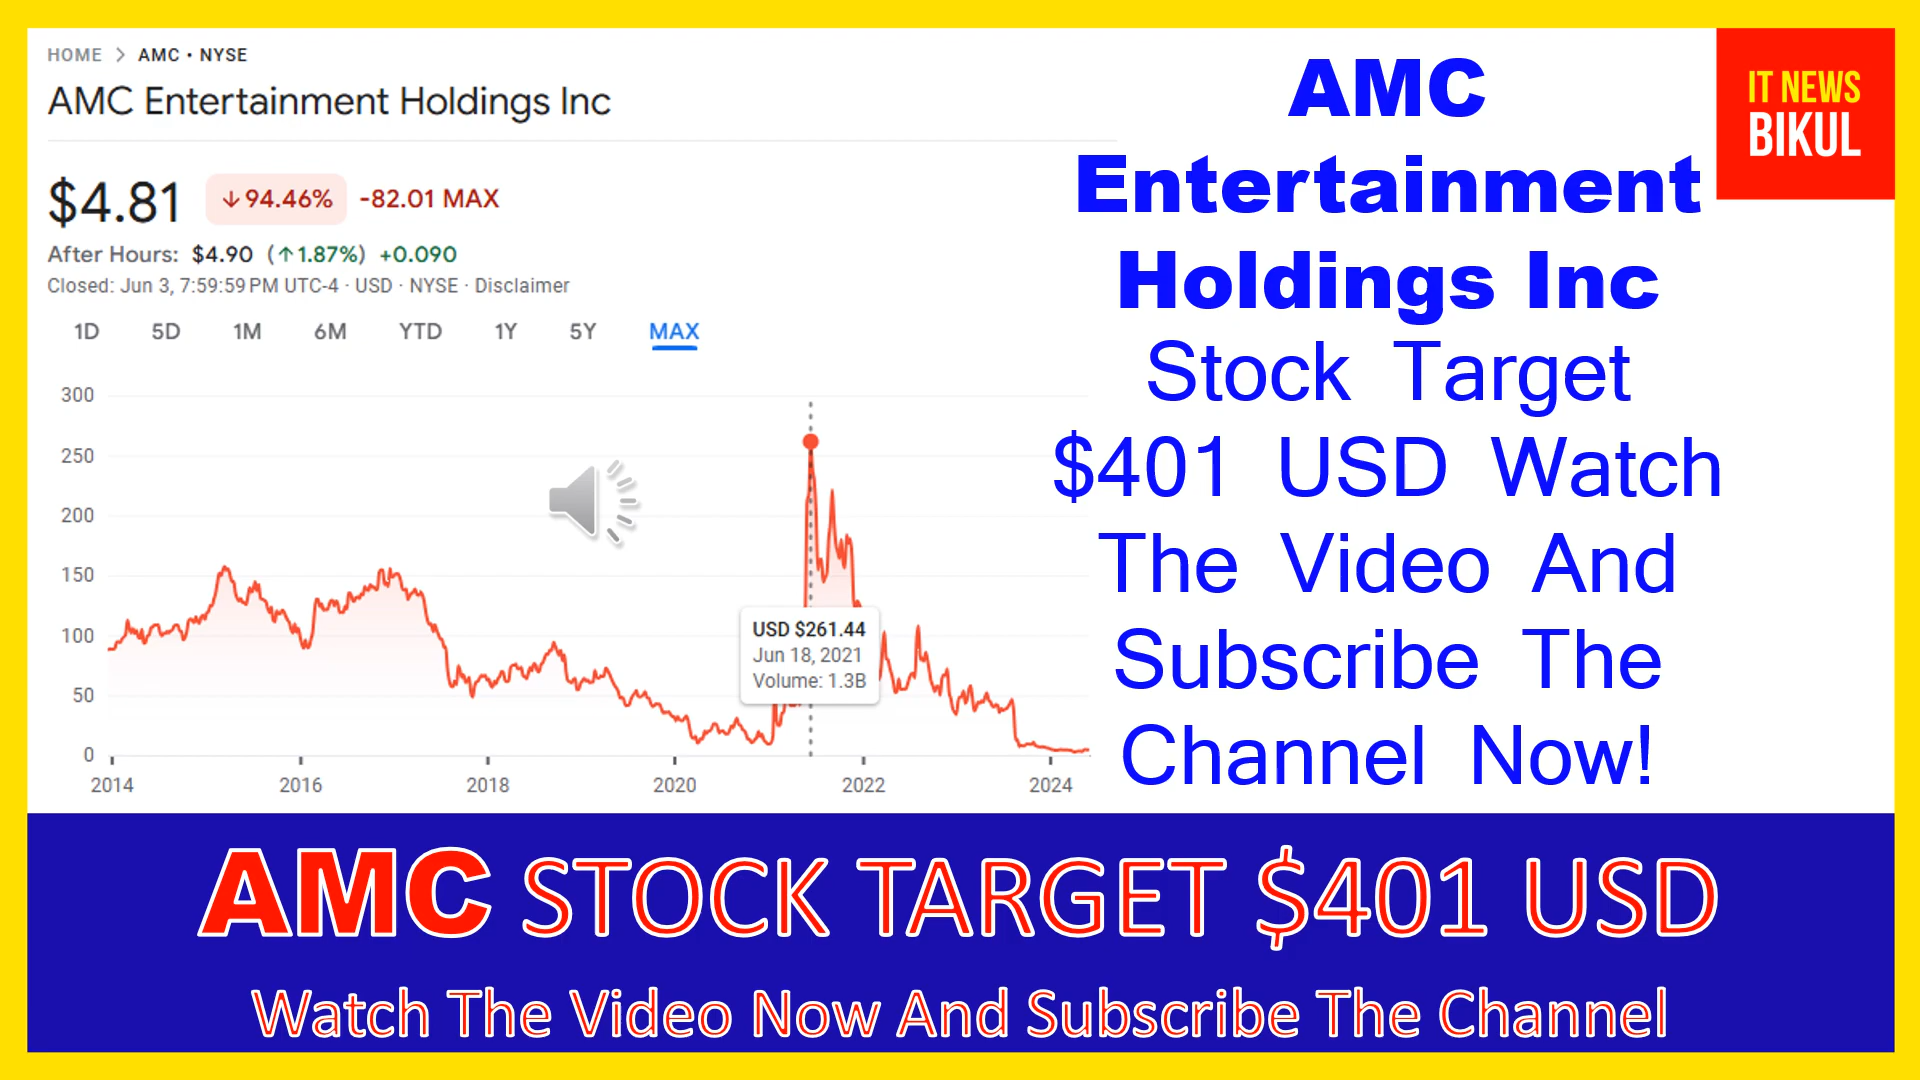 HOME > AMC • NYSE
AMC Entertainment Holdings Inc
$4.81 ↓94.46% -82.01 MAX
After Hours: $4.90 (↑1.87%) +0.090
Closed: Jun 3, 7:59:59 PM UTC-4 · USD · NYSE · Disclaimer
1D 5D 1M 6M YTD 1Y 5Y MAX
300
250
200
150
100
50
0
2014 2016 2018 2020 2022 2024
USD $261.44
Jun 18, 2021
Volume: 1.3B
AMC
Entertainment
Holdings Inc
Stock Target
$401 USD Watch
The Video And
Subscribe The
Channel Now!
IT NEWS
BIKUL
AMC STOCK TARGET $401 USD
Watch The Video Now And Subscribe The Channel